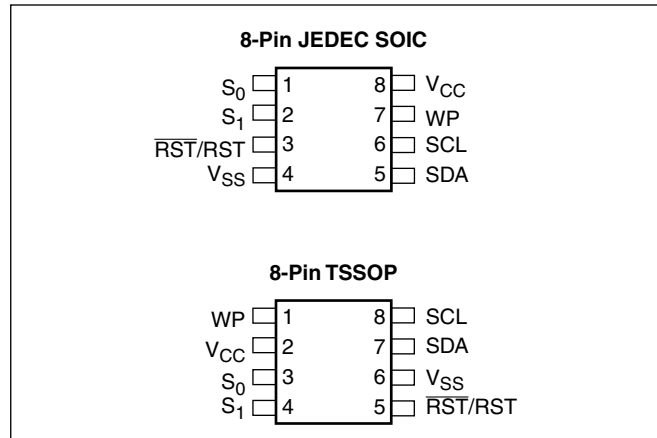 8-Pin JEDEC SOIC
S0 1 8 VCC
S1 2 7 WP
R̅S̅T̅/RST 3 6 SCL
VSS 4 5 SDA
8-Pin TSSOP
WP 1 8 SCL
VCC 2 7 SDA
S0 3 6 VSS
S1 4 5 R̅S̅T̅/RST